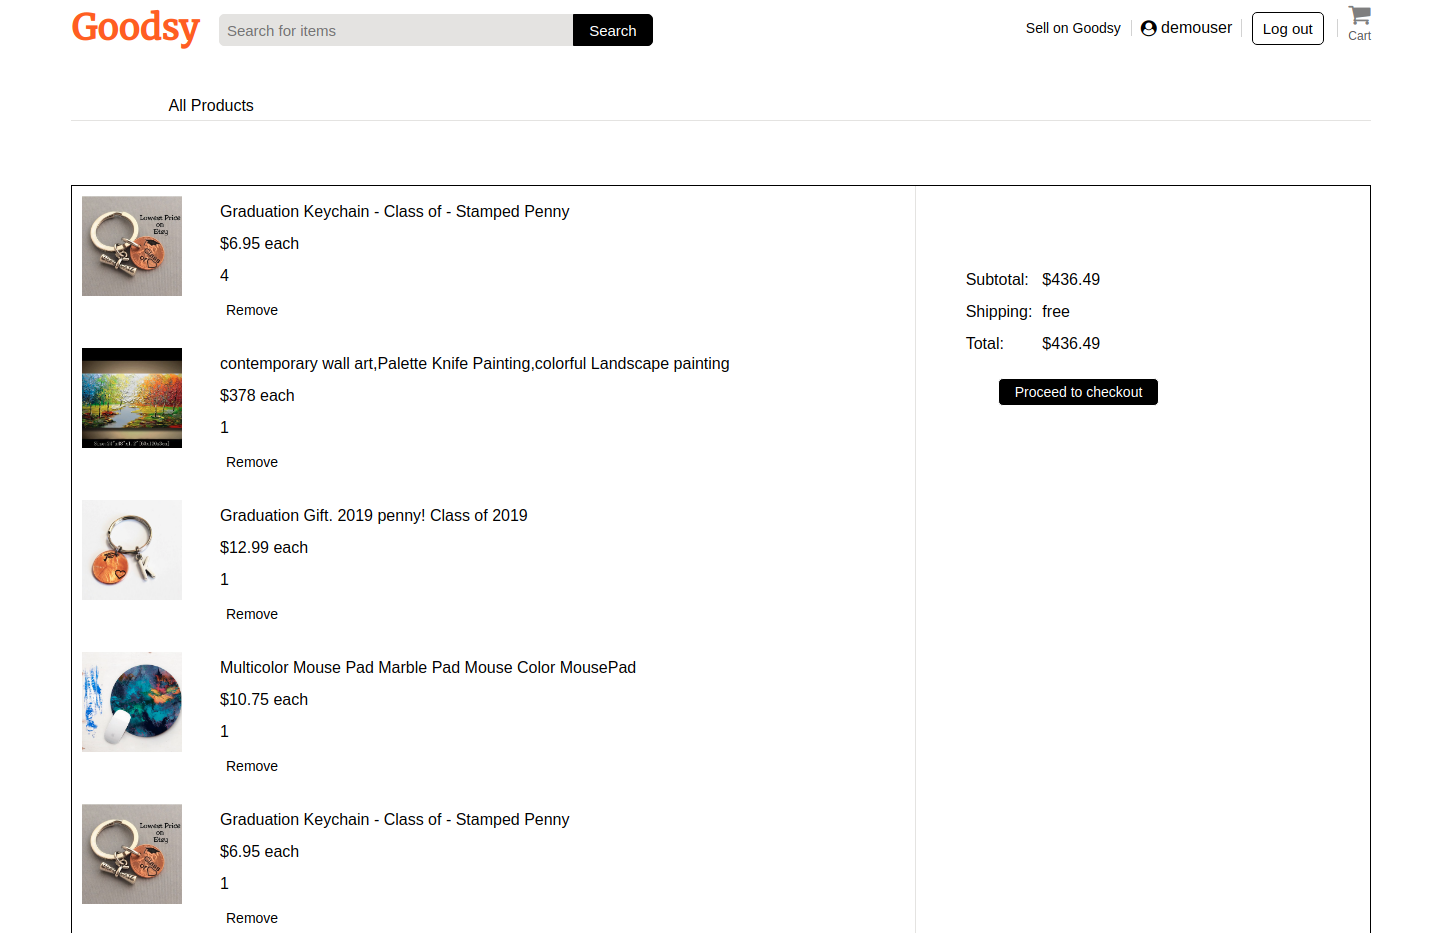 Goodsy
Search for items
Search
Sell on Goodsy
demouser
Log out
Cart
All Products
Lowest Price
on
Etsy
Graduation Keychain - Class of - Stamped Penny
$6.95 each
4
Remove
contemporary wall art,Palette Knife Painting,colorful Landscape painting
$378 each
1
Remove
Graduation Gift. 2019 penny! Class of 2019
$12.99 each
1
Remove
Multicolor Mouse Pad Marble Pad Mouse Color MousePad
$10.75 each
1
Remove
Lowest Price
on
Etsy
Graduation Keychain - Class of - Stamped Penny
$6.95 each
1
Remove
Subtotal: $436.49
Shipping: free
Total: $436.49
Proceed to checkout